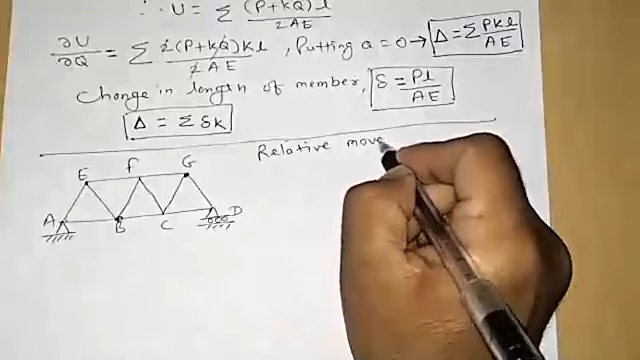 ∴ U = Σ (P+kQ)²l / 2AE
∂U/∂Q = Σ 2(P+kQ)kl / 2AE , Putting Q = 0 → Δ = Σ Pkl/AE
Change in length of member, δ = Pl/AE
Δ = Σ δk
Relative move
E F G
A B C D